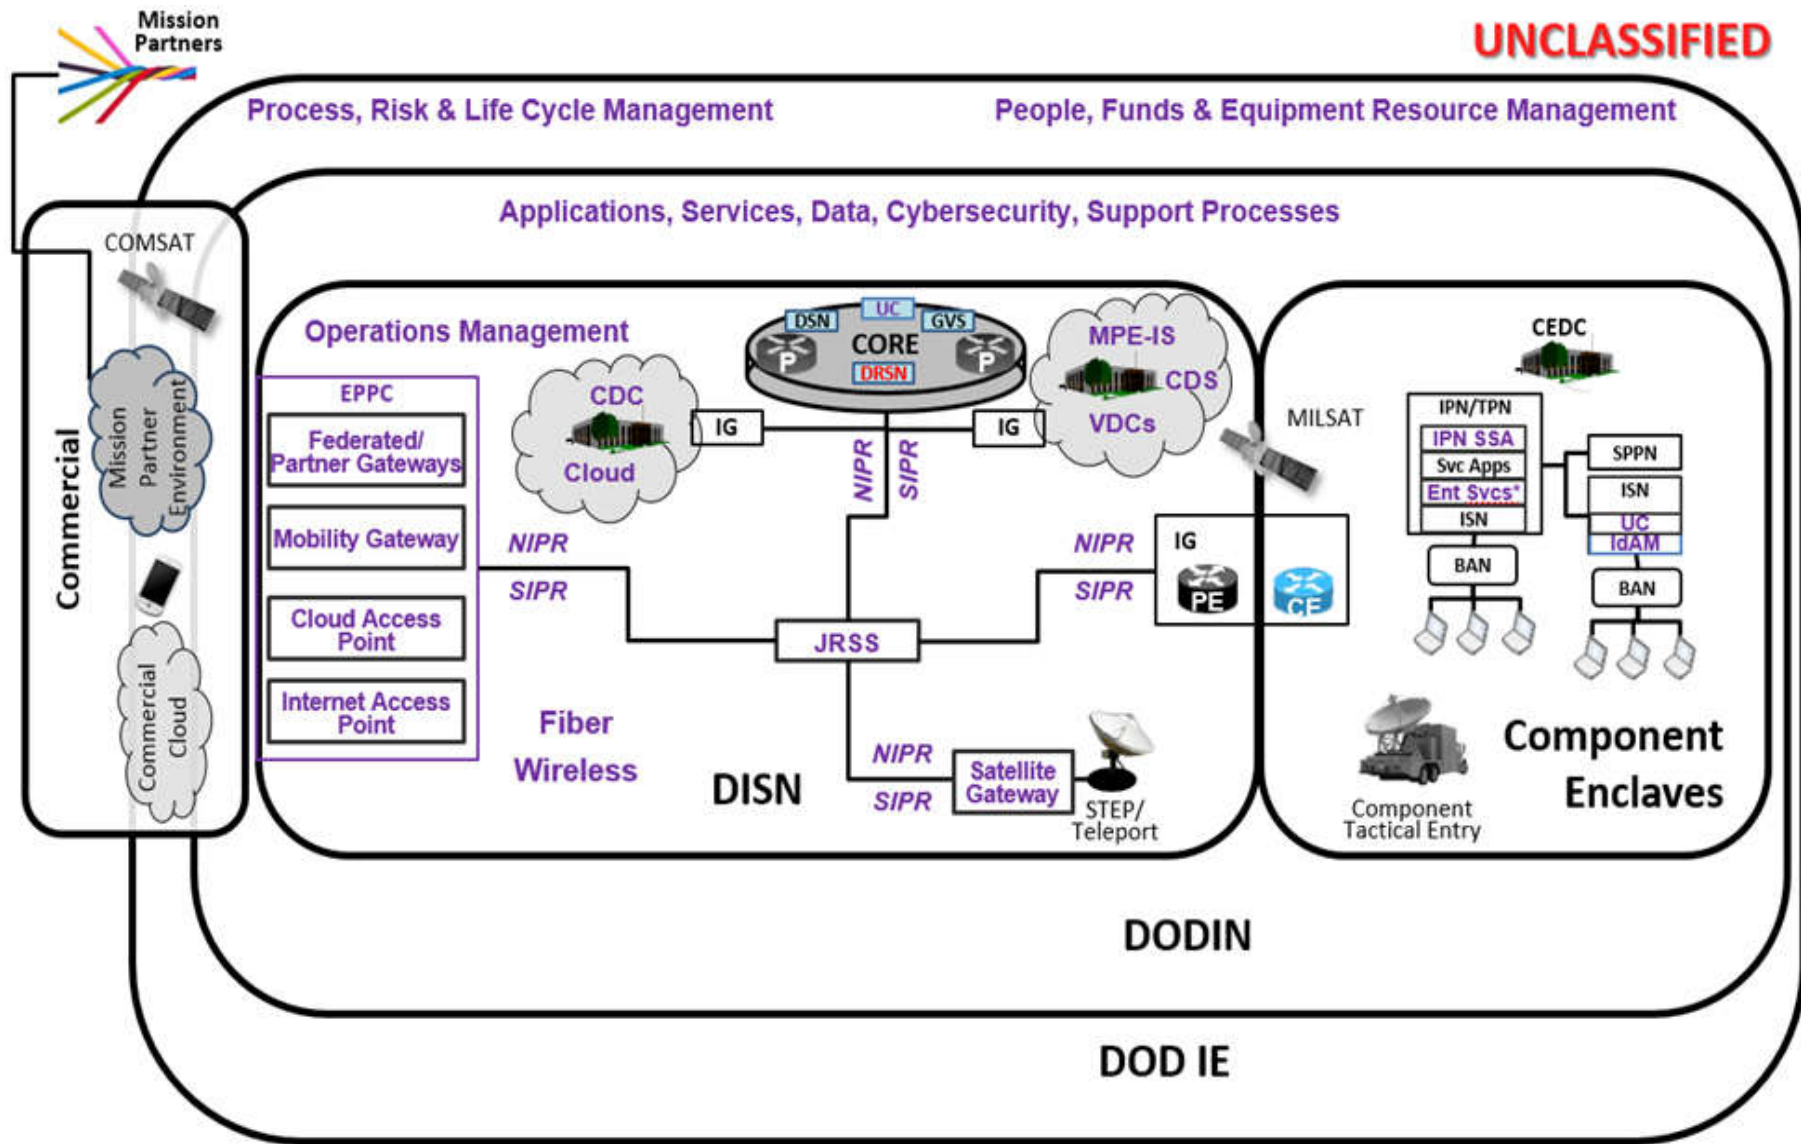 Mission
Partners
UNCLASSIFIED
Process, Risk & Life Cycle Management
People, Funds & Equipment Resource Management
Applications, Services, Data, Cybersecurity, Support Processes
Commercial
COMSAT
Mission
Partner
Environment
Commercial
Cloud
Operations Management
EPPC
Federated/
Partner Gateways
Mobility Gateway
Cloud Access
Point
Internet Access
Point
CDC
Cloud
IG
UC
DSN
GVS
CORE
P
P
DRSN
IG
MPE-IS
CDS
VDCs
NIPR
SIPR
NIPR
SIPR
NIPR
SIPR
IG
PE
CE
JRSS
Fiber
Wireless
DISN
NIPR
SIPR
Satellite
Gateway
STEP/
Teleport
MILSAT
CEDC
IPN/TPN
IPN SSA
Svc Apps
Ent Svcs*
ISN
BAN
SPPN
ISN
UC
IdAM
BAN
Component
Tactical Entry
Component
Enclaves
DODIN
DOD IE